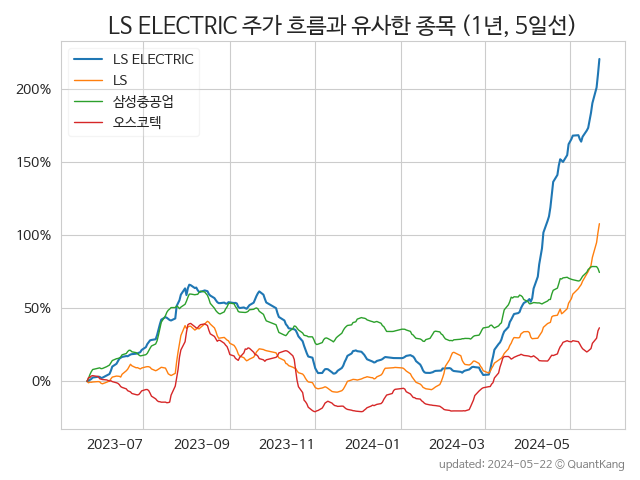 LS ELECTRIC 주가 흐름과 유사한 종목 (1년, 5일선)
LS ELECTRIC
LS
삼성중공업
오스코텍
200%
150%
100%
50%
0%
2023-07 2023-09 2023-11 2024-01 2024-03 2024-05
updated: 2024-05-22 © QuantKang